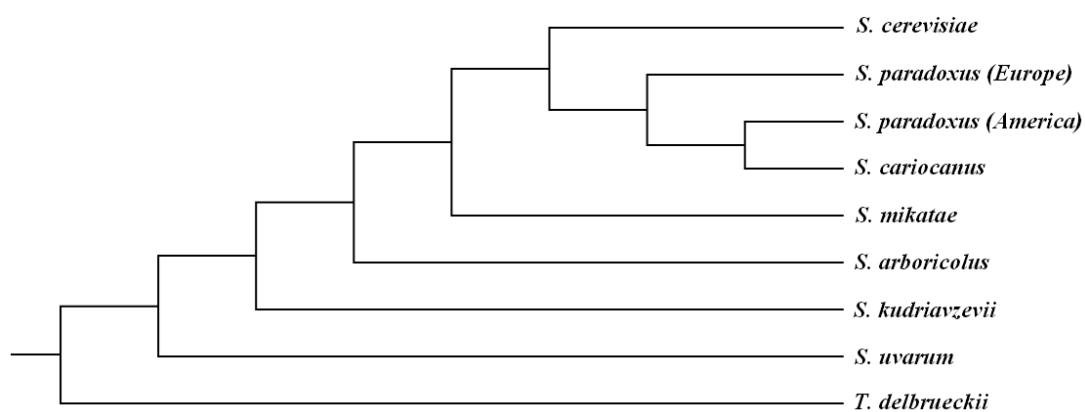 S. cerevisiae
S. paradoxus (Europe)
S. paradoxus (America)
S. cariocanus
S. mikatae
S. arboricolus
S. kudriavzevii
S. uvarum
T. delbrueckii